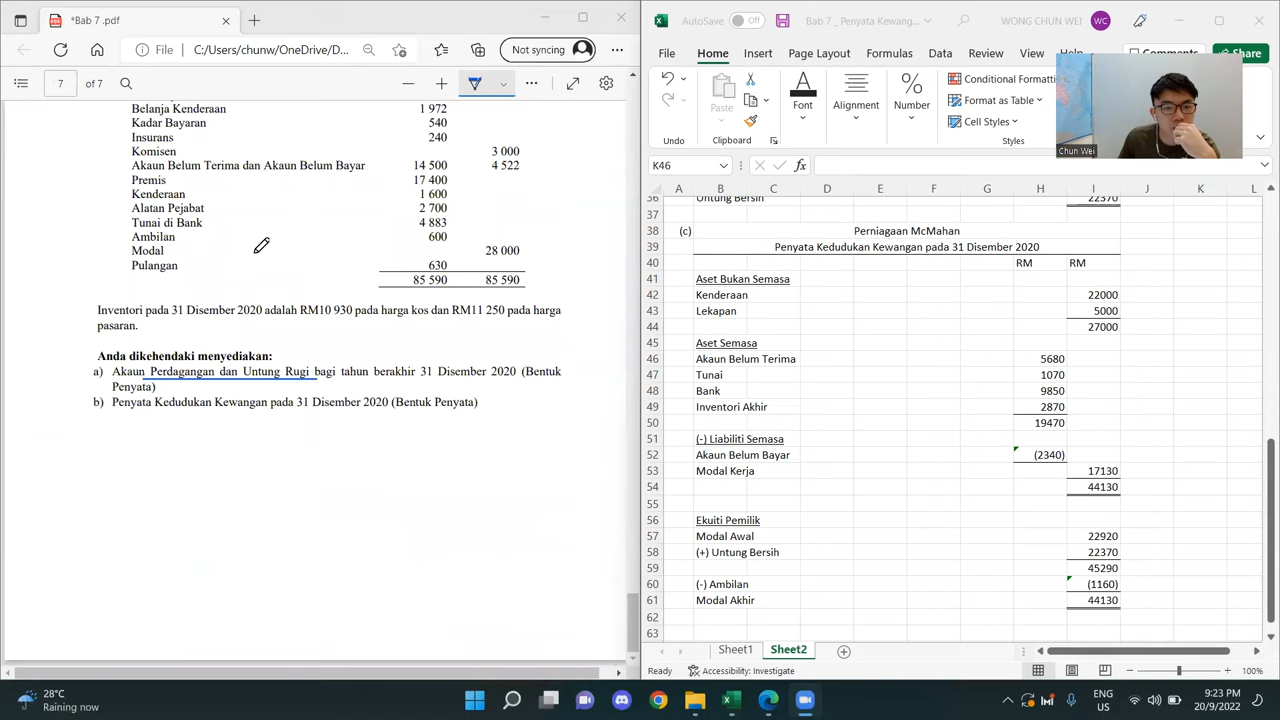 *Bab 7 .pdf
File
C:/Users/chunw/OneDrive/D...
Not syncing
7 of 7
Belanja Kenderaan 1 972
Kadar Bayaran 540
Insurans 240
Komisen 3 000
Akaun Belum Terima dan Akaun Belum Bayar 14 500 4 522
Premis 17 400
Kenderaan 1 600
Alatan Pejabat 2 700
Tunai di Bank 4 883
Ambilan 600
Modal 28 000
Pulangan 630
85 590 85 590
Inventori pada 31 Disember 2020 adalah RM10 930 pada harga kos dan RM11 250 pada harga
pasaran.
Anda dikehendaki menyediakan:
a) Akaun Perdagangan dan Untung Rugi bagi tahun berakhir 31 Disember 2020 (Bentuk
Penyata)
b) Penyata Kedudukan Kewangan pada 31 Disember 2020 (Bentuk Penyata)
AutoSave Off Bab 7 _ Penyata Kewang... WONG CHUN WEI WC
File Home Insert Formulas Page Layout Data Review View Help Comments Share
Undo
Paste
Clipboard
Font
Alignment
Number
Conditional Formatti
Format as Table
Cell Styles
Styles
Chun Wei
K46
fx
A B C D E F G H I J K L
36 Untung Bersih 22370
37
38 (c) Perniagaan McMahan
39 Penyata Kedudukan Kewangan pada 31 Disember 2020
40 RM RM
41 Aset Bukan Semasa
42 Kenderaan 22000
43 Lekapan 5000
44 27000
45 Aset Semasa
46 Akaun Belum Terima 5680
47 Tunai 1070
48 Bank 9850
49 Inventori Akhir 2870
50 19470
51 (-) Liabiliti Semasa
52 Akaun Belum Bayar (2340)
53 Modal Kerja 17130
54 44130
55
56 Ekuiti Pemilik
57 Modal Awal 22920
58 (+) Untung Bersih 22370
59 45290
60 (-) Ambilan (1160)
61 Modal Akhir 44130
62
63
Sheet1 Sheet2
Ready Accessibility: Investigate 100%
28°C
Raining now
ENG
US
9:23 PM
20/9/2022